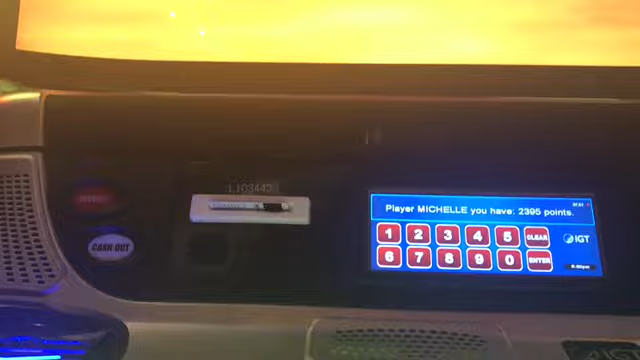 L103443
Player MICHELLE you have: 2395 points.
1 2 3 4 5 CLEAR
IGT
6 7 8 9 0 ENTER
CASH OUT